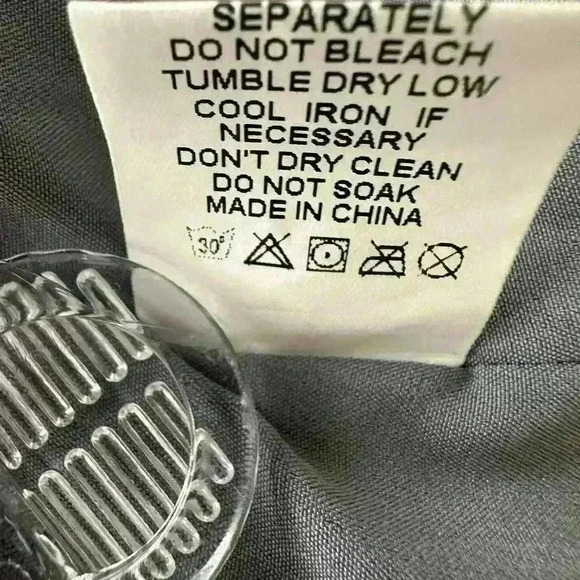 SEPARATELY
DO NOT BLEACH
TUMBLE DRY LOW
COOL IRON IF
NECESSARY
DON'T DRY CLEAN
DO NOT SOAK
MADE IN CHINA
30°